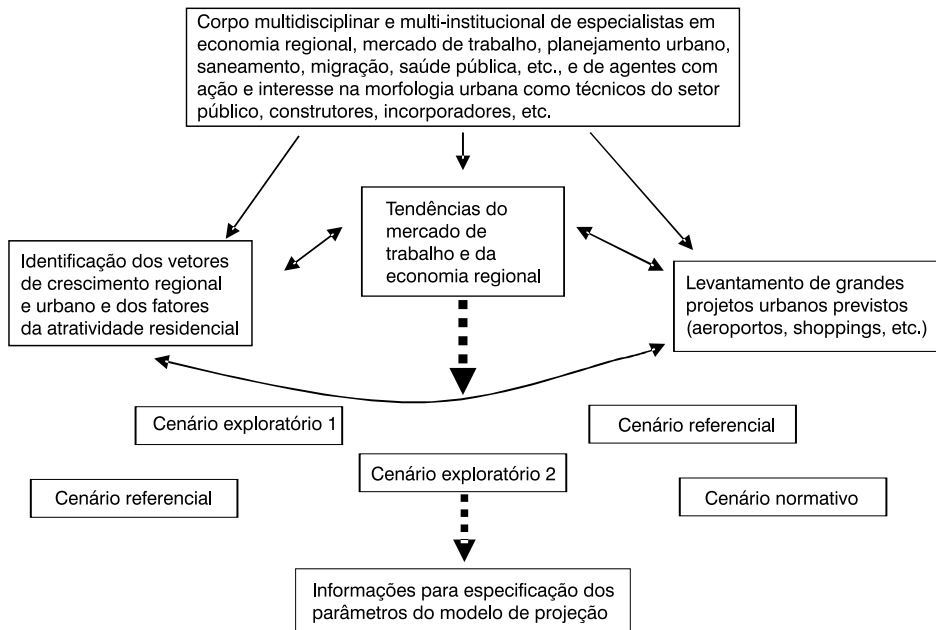 Corpo multidisciplinar e multi-institucional de especialistas em
economia regional, mercado de trabalho, planejamento urbano,
saneamento, migração, saúde pública, etc., e de agentes com
ação e interesse na morfologia urbana como técnicos do setor
público, construtores, incorporadores, etc.
Identificação dos vetores
de crescimento regional
e urbano e dos fatores
da atratividade residencial
Tendências do
mercado de
trabalho e da
economia regional
Levantamento de grandes
projetos urbanos previstos
(aeroportos, shoppings, etc.)
Cenário exploratório 1
Cenário referencial
Cenário exploratório 2
Cenário referencial
Cenário normativo
Informações para especificação dos
parâmetros do modelo de projeção